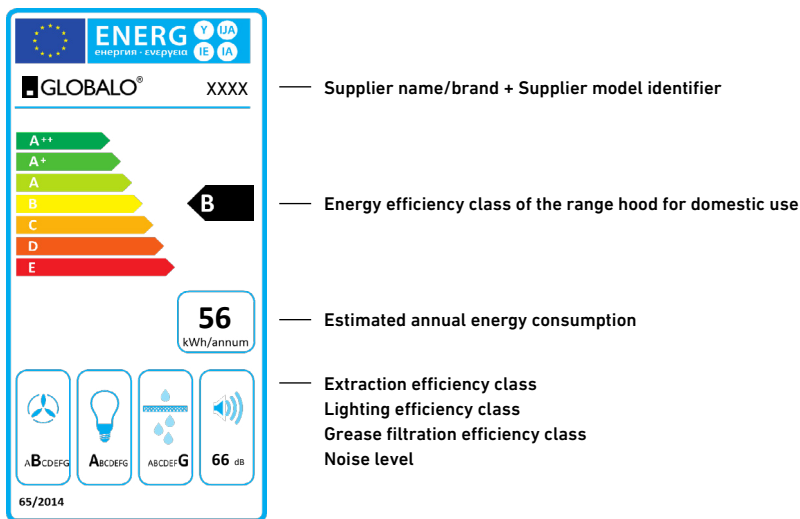 ENERG Y IJA
енергия · ενεργεια IE IA
GLOBALO® XXXX
Supplier name/brand + Supplier model identifier
A++
A+
A
B
C
D
E
B
Energy efficiency class of the range hood for domestic use
56
kWh/annum
Estimated annual energy consumption
Extraction efficiency class
Lighting efficiency class
Grease filtration efficiency class
Noise level
ABCDEFG
ABCDEFG
ABCDEFG
66 dB
65/2014